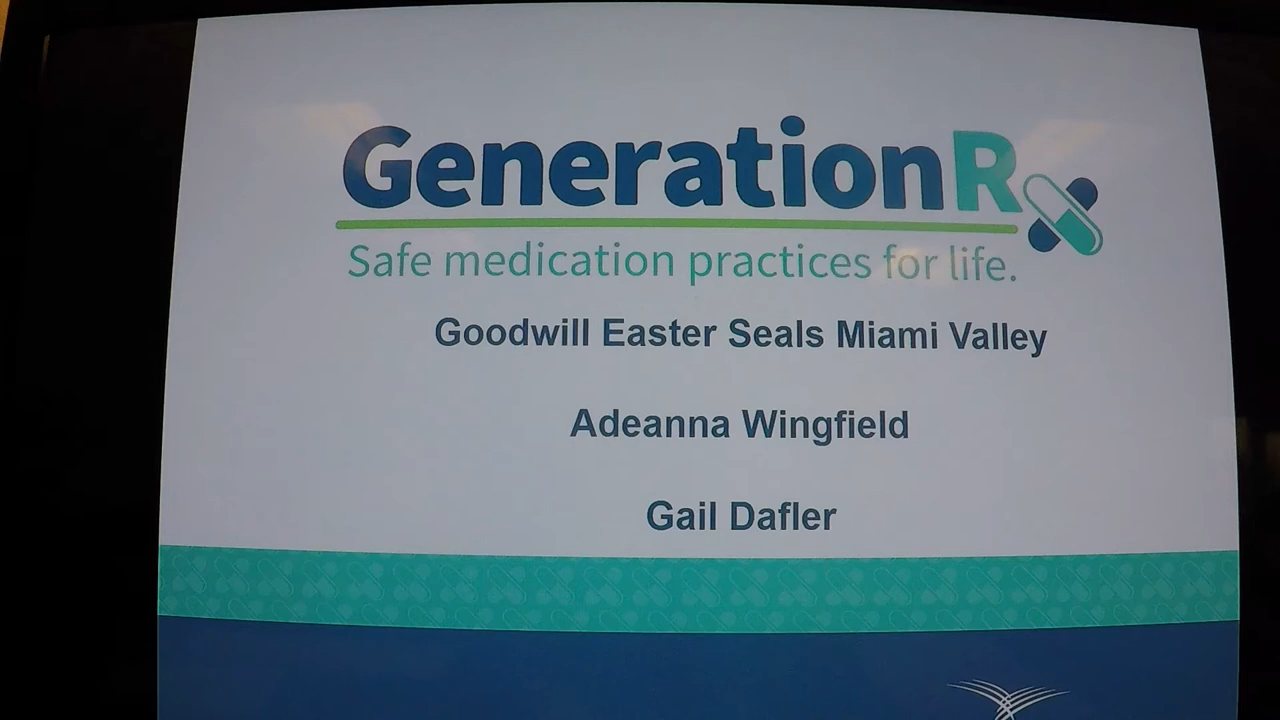 GenerationRx
Safe medication practices for life.
Goodwill Easter Seals Miami Valley
Adeanna Wingfield
Gail Dafler